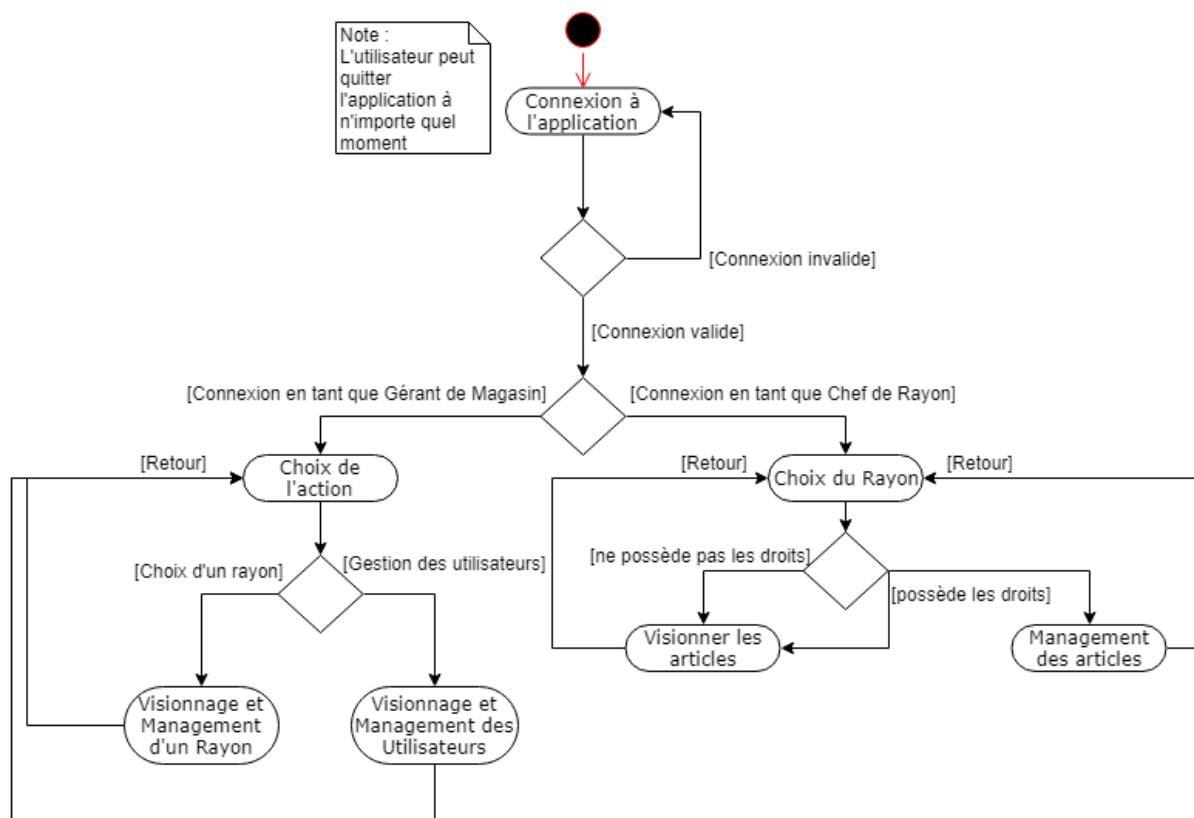 Note :
L'utilisateur peut
quitter
l'application à
n'importe quel
moment
Connexion à
l'application
[Connexion invalide]
[Connexion valide]
[Connexion en tant que Gérant de Magasin]
[Connexion en tant que Chef de Rayon]
[Retour]
Choix de
l'action
[Retour]
Choix du Rayon
[Retour]
[Choix d'un rayon]
[Gestion des utilisateurs]
[ne possède pas les droits]
[possède les droits]
Visionner les
articles
Management
des articles
Visionnage et
Management
d'un Rayon
Visionnage et
Management des
Utilisateurs